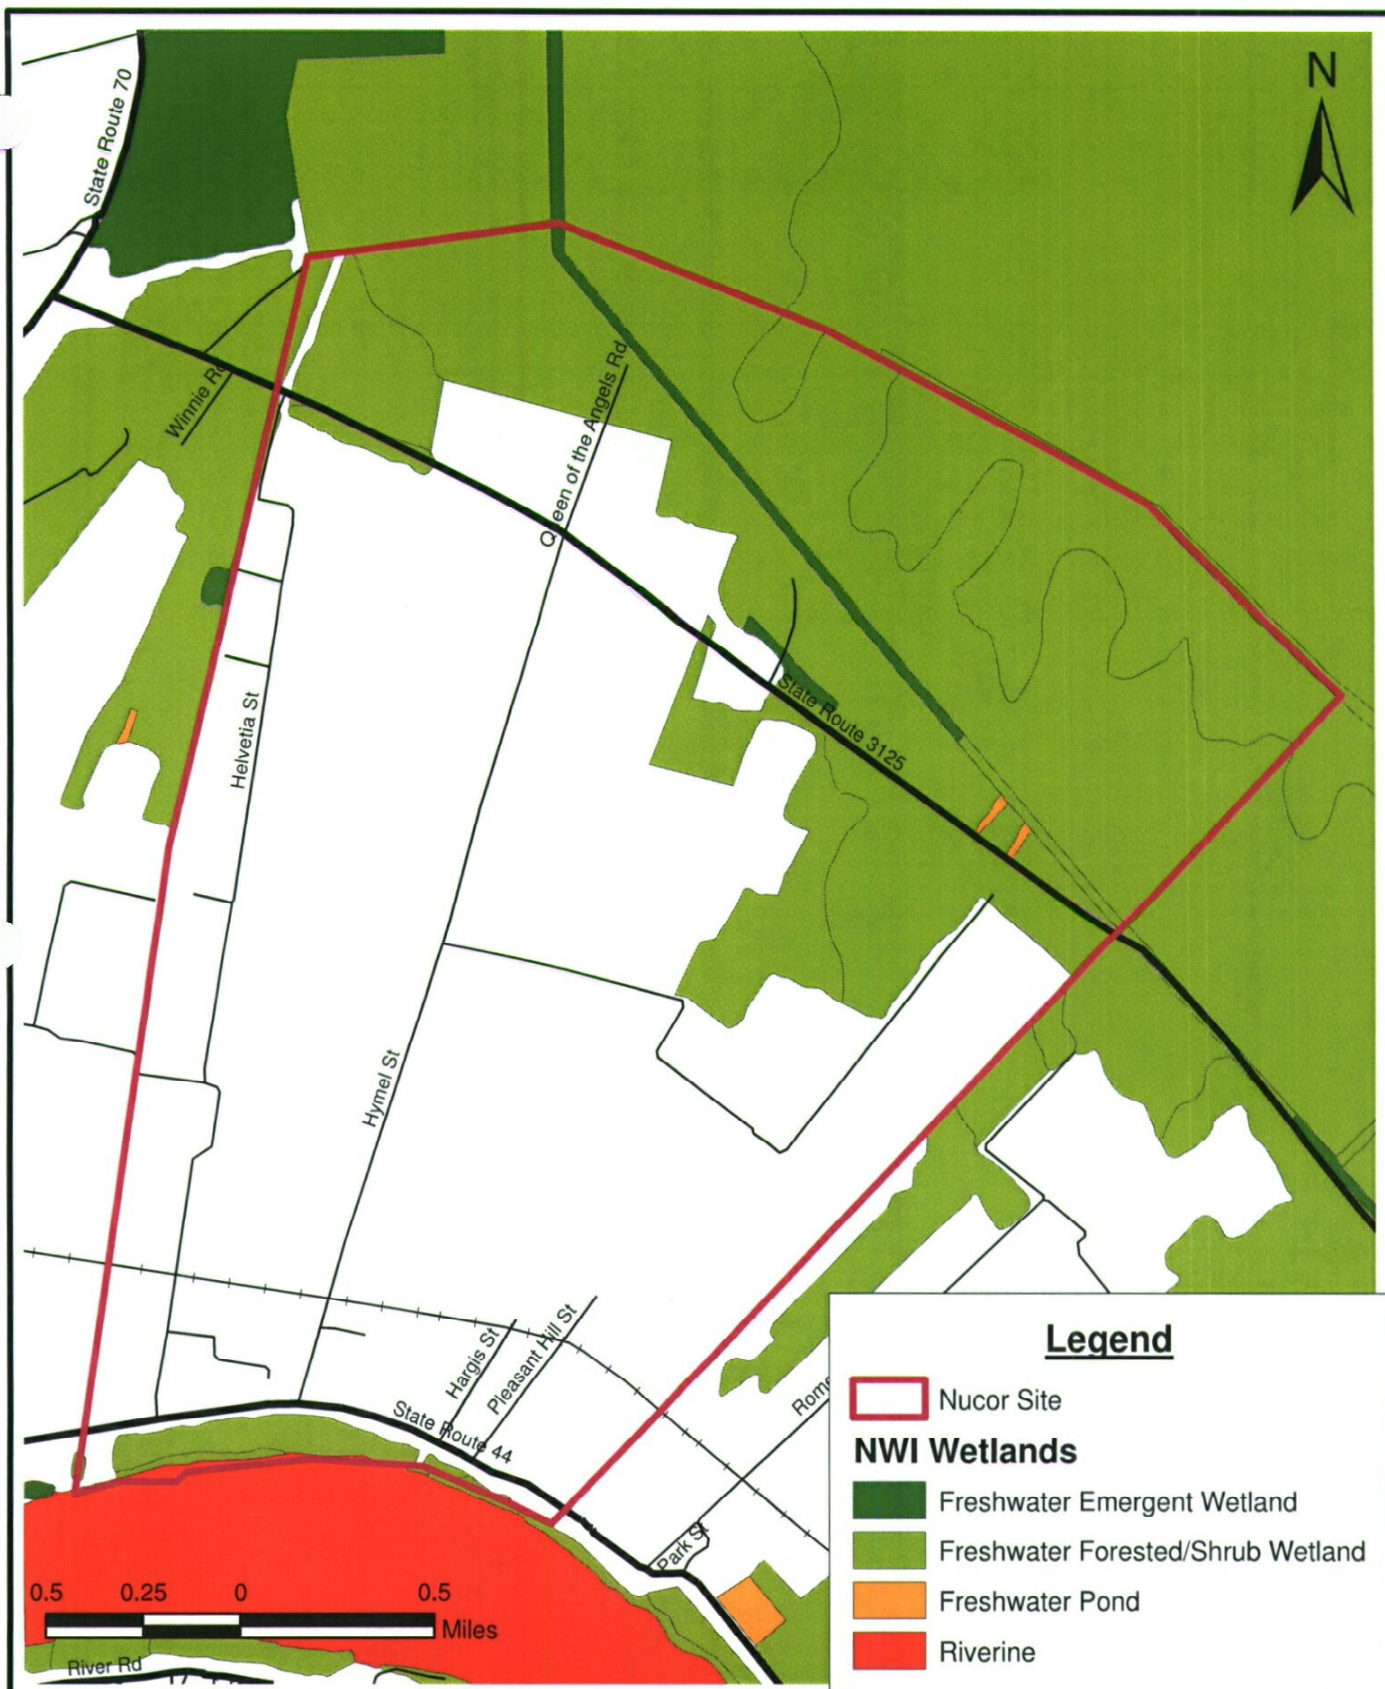 N
State Route 70
Winnie Rd
Queen of the Angels Rd
State Route 3125
Helvetia St
Hymel St
Hargis St
Pleasant Hill St
State Route 44
Park St
River Rd
0.5 0.25 0 0.5
Miles
Legend
Nucor Site
NWI Wetlands
Freshwater Emergent Wetland
Freshwater Forested/Shrub Wetland
Freshwater Pond
Riverine